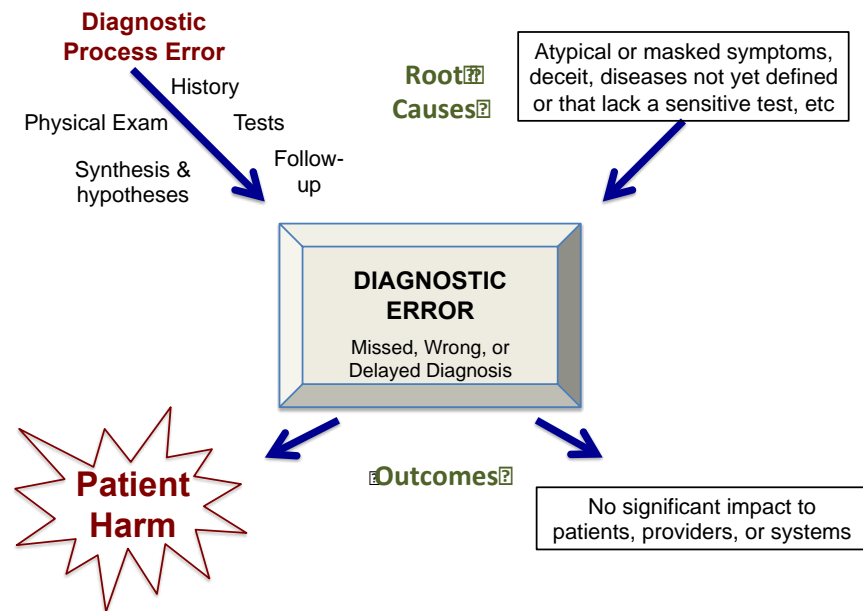 Diagnostic
Process Error
History
Physical Exam
Tests
Synthesis &
hypotheses
Follow-
up
Root
Causes
Atypical or masked symptoms,
deceit, diseases not yet defined
or that lack a sensitive test, etc
DIAGNOSTIC
ERROR
Missed, Wrong, or
Delayed Diagnosis
Patient
Harm
Outcomes
No significant impact to
patients, providers, or systems